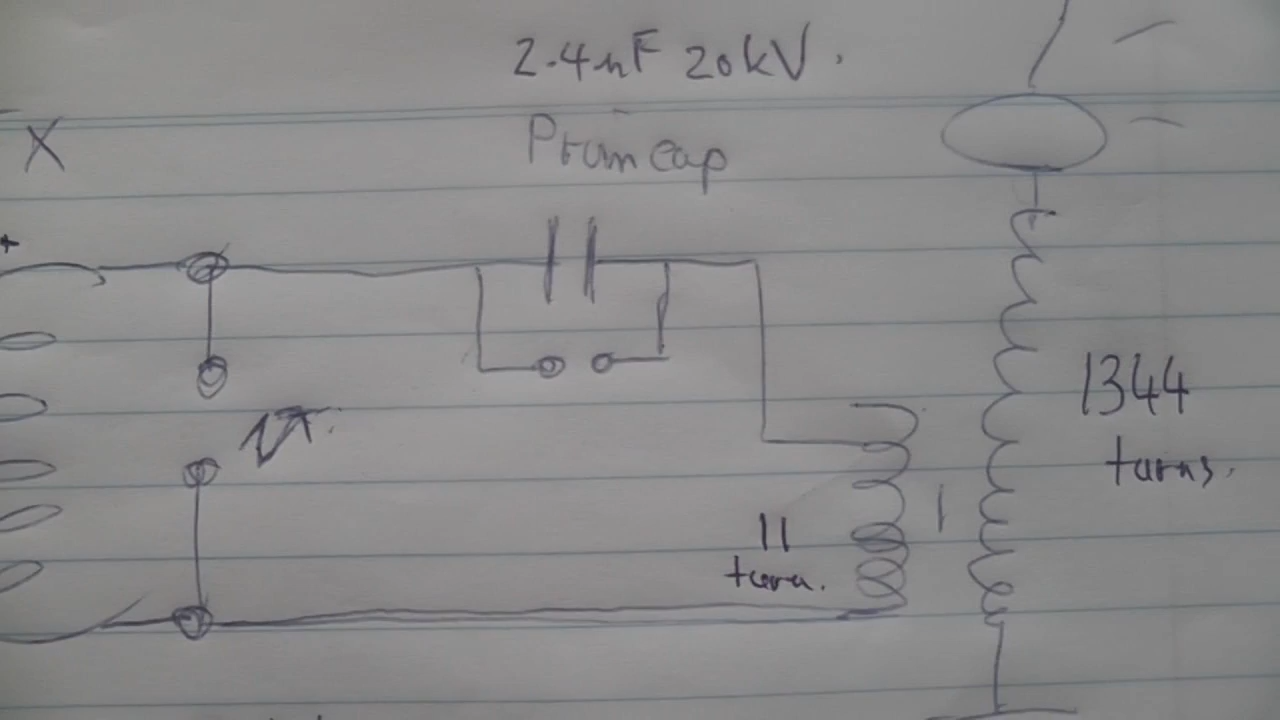 2.4nF 20kV.
Prim cap
X
+
1344
turns.
11
turn.